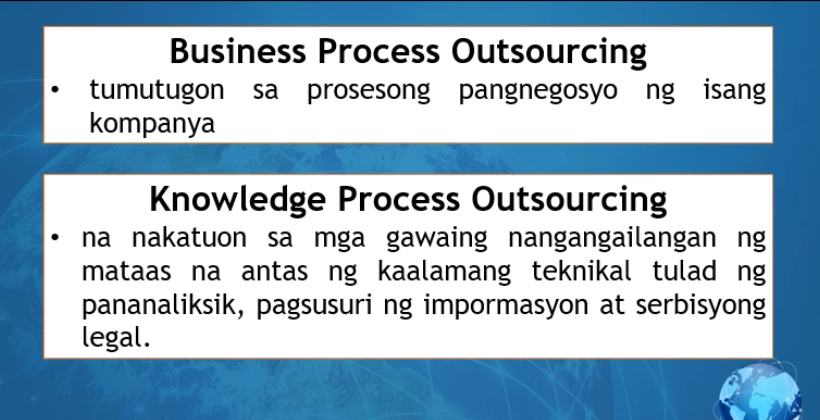 Business Process Outsourcing
• tumutugon sa prosesong pangnegosyo ng isang
kompanya
Knowledge Process Outsourcing
• na nakatuon sa mga gawaing nangangailangan ng
mataas na antas ng kaalamang teknikal tulad ng
pananaliksik, pagsusuri ng impormasyon at serbisyong
legal.